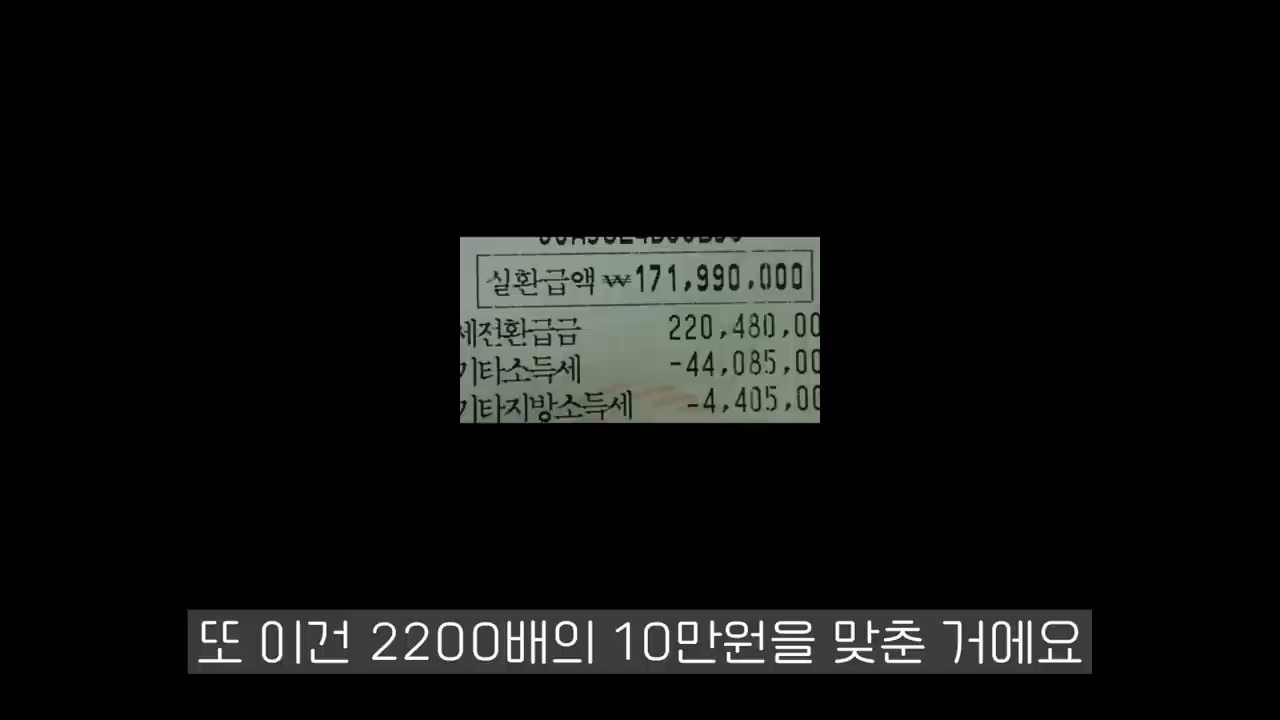 실환급액 ₩171,990,000
세전환급금 220,480,00
기타소득세 -44,085,00
기타지방소득세 -4,405,00
또 이건 2200배의 10만원을 맞춘 거에요